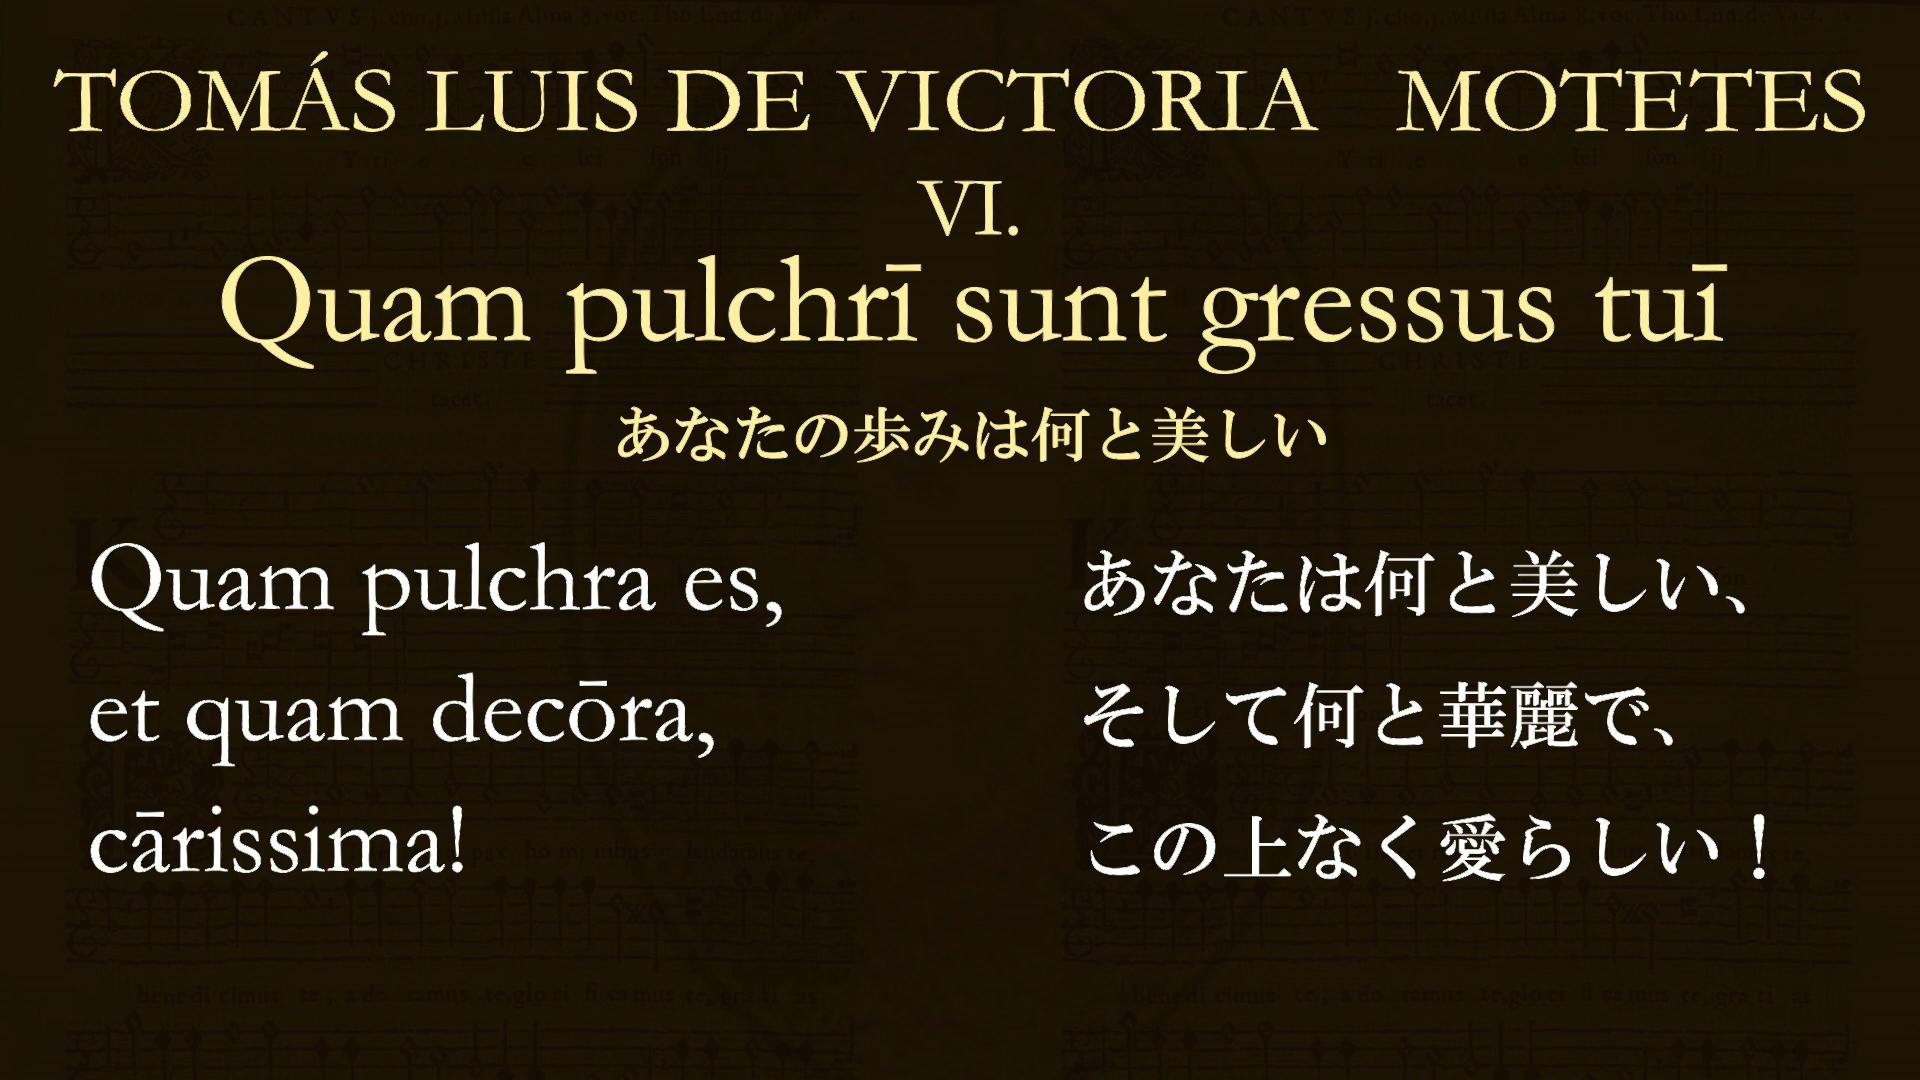 TOMÁS LUIS DE VICTORIA MOTETES
VI.
Quam pulchrī sunt gressus tuī
あなたの歩みは何と美しい
Quam pulchra es,
et quam decōra,
cārissima!
あなたは何と美しい、
そして何と華麗で、
この上なく愛らしい！